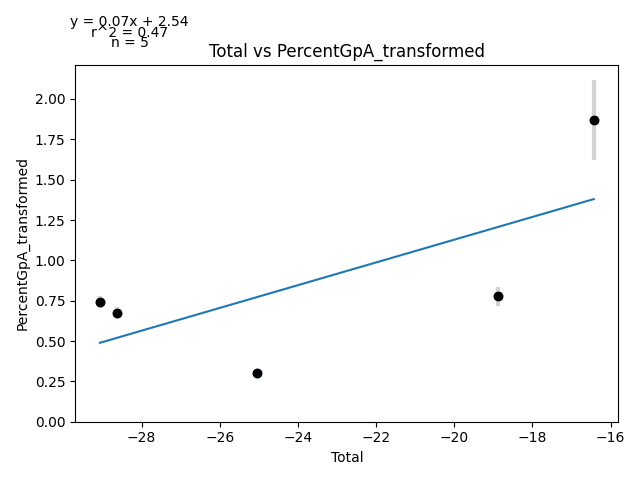 y = 0.07x + 2.54
r^2 = 0.47
n = 5
Total vs PercentGpA_transformed
2.00
1.75
1.50
1.25
1.00
0.75
0.50
0.25
0.00
PercentGpA_transformed
−28 −26 −24 −22 −20 −18 −16
Total